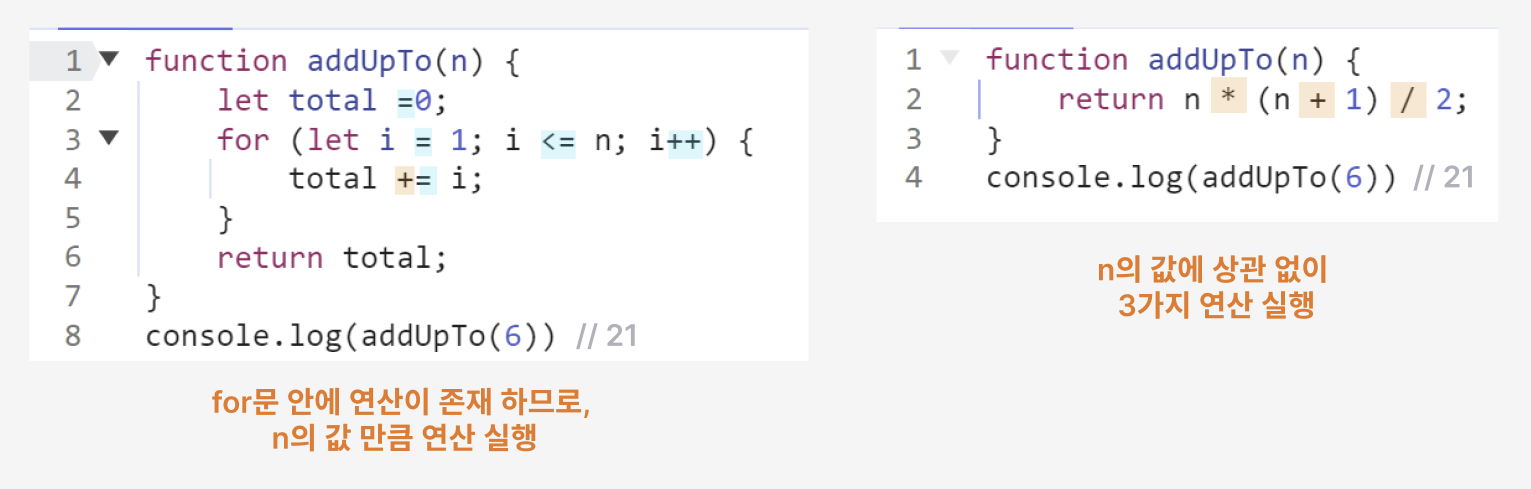 1 function addUpTo(n) {
2 let total =0;
3 for (let i = 1; i <= n; i++) {
4 total += i;
5 }
6 return total;
7 }
8 console.log(addUpTo(6)) // 21
for문 안에 연산이 존재 하므로,
n의 값 만큼 연산 실행
1 function addUpTo(n) {
2 return n * (n + 1) / 2;
3 }
4 console.log(addUpTo(6)) // 21
n의 값에 상관 없이
3가지 연산 실행